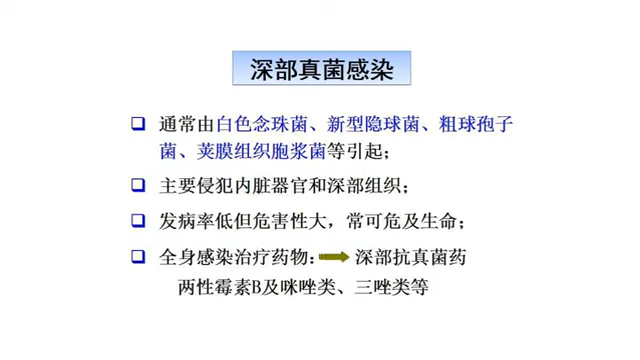 深部真菌感染
通常由白色念珠菌、新型隐球菌、粗球孢子
菌、荚膜组织胞浆菌等引起；
主要侵犯内脏器官和深部组织；
发病率低但危害性大，常可危及生命；
全身感染治疗药物： 深部抗真菌药
两性霉素B及咪唑类、三唑类等